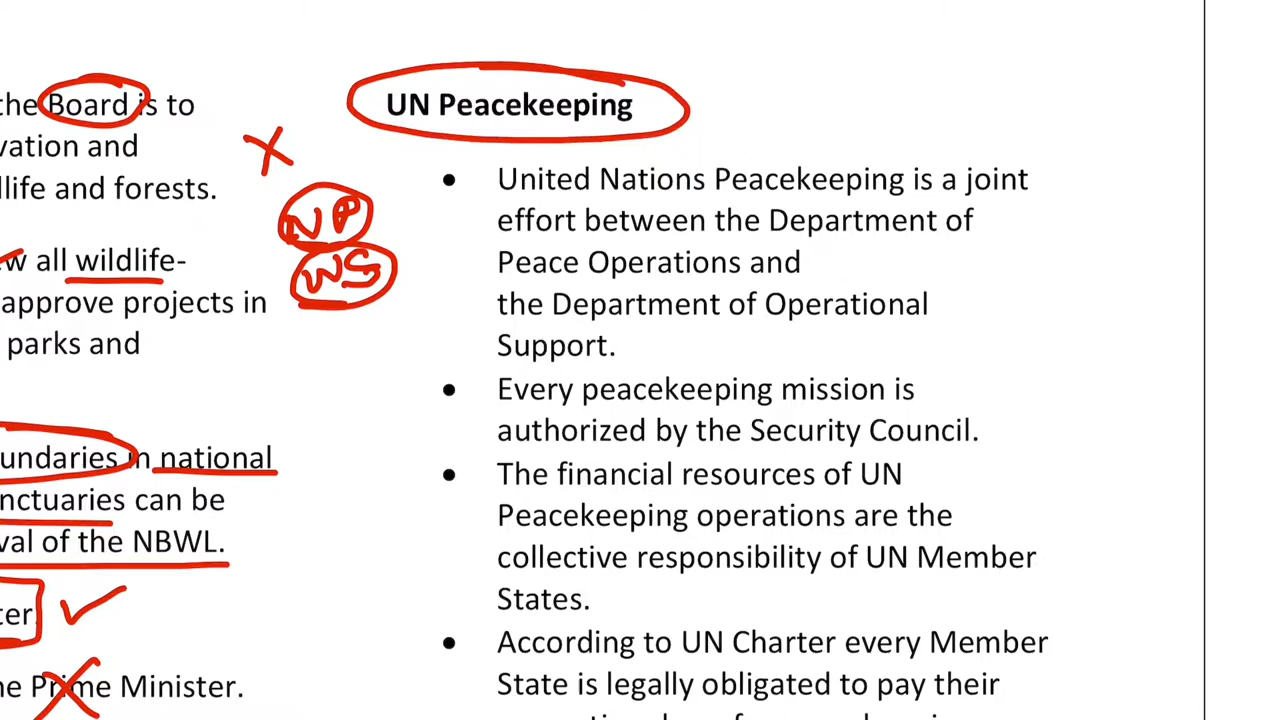 the Board is to
vation and
llife and forests.
w all wildlife-
approve projects in
parks and
undaries in national
nctuaries can be
val of the NBWL.
ter.
ne Prime Minister.
NP
WS
UN Peacekeeping
• United Nations Peacekeeping is a joint
effort between the Department of
Peace Operations and
the Department of Operational
Support.
• Every peacekeeping mission is
authorized by the Security Council.
• The financial resources of UN
Peacekeeping operations are the
collective responsibility of UN Member
States.
• According to UN Charter every Member
State is legally obligated to pay their